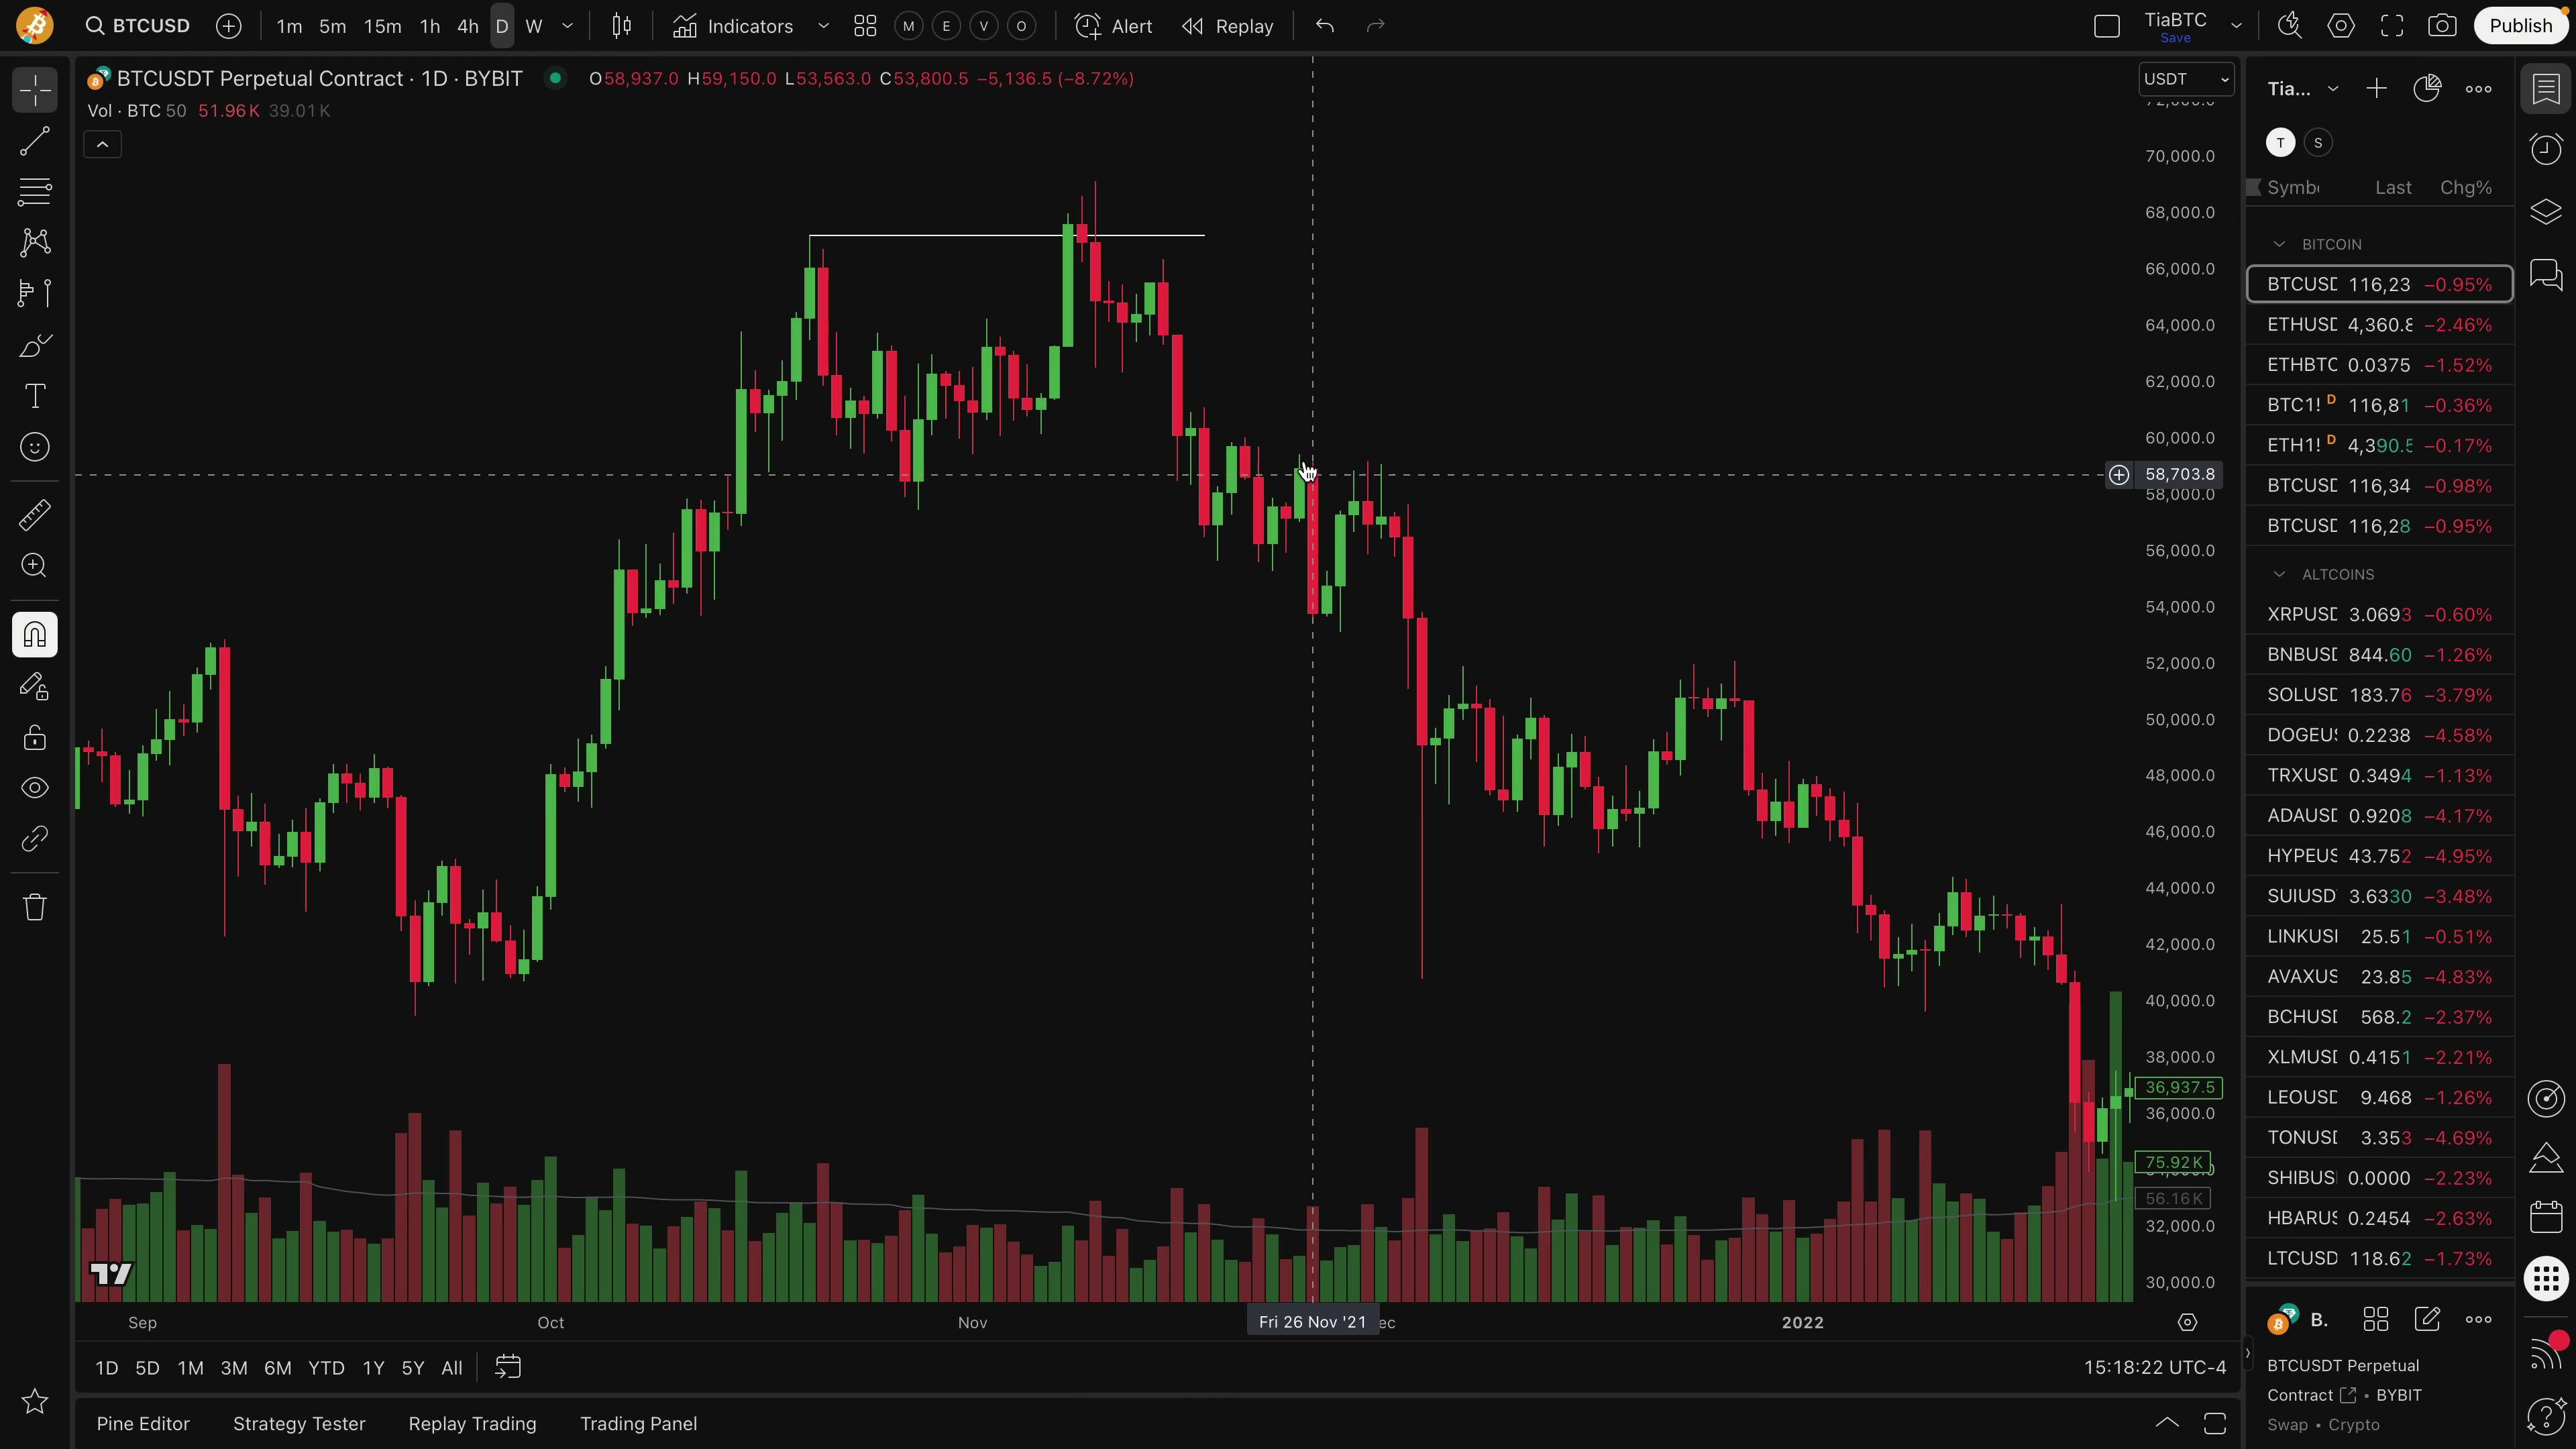 BTCUSD 1m 5m 15m 1h 4h D W Indicators M E V O Alert Replay TiaBTC Save Publish
BTCUSDT Perpetual Contract · 1D · BYBIT O58,937.0 H59,150.0 L53,563.0 C53,800.5 −5,136.5 (−8.72%)
Vol · BTC 50 51.96K 39.01K
USDT
70,000.0
68,000.0
66,000.0
64,000.0
62,000.0
60,000.0
58,703.8
58,000.0
56,000.0
54,000.0
52,000.0
50,000.0
48,000.0
46,000.0
44,000.0
42,000.0
40,000.0
38,000.0
36,937.5
36,000.0
75.92K
56.16K
32,000.0
30,000.0
Sep Oct Nov Fri 26 Nov '21 ec 2022
1D 5D 1M 3M 6M YTD 1Y 5Y All 15:18:22 UTC-4
Pine Editor Strategy Tester Replay Trading Trading Panel
Tia...
T S
Symb Last Chg%
BITCOIN
BTCUSD 116,23 −0.95%
ETHUSD 4,360.8 −2.46%
ETHBTC 0.0375 −1.52%
BTC1! D 116,81 −0.36%
ETH1! D 4,390.5 −0.17%
BTCUSD 116,34 −0.98%
BTCUSD 116,28 −0.95%
ALTCOINS
XRPUSD 3.0693 −0.60%
BNBUSD 844.60 −1.26%
SOLUSD 183.76 −3.79%
DOGEUS 0.2238 −4.58%
TRXUSD 0.3494 −1.13%
ADAUSD 0.9208 −4.17%
HYPEUS 43.752 −4.95%
SUIUSD 3.6330 −3.48%
LINKUS 25.51 −0.51%
AVAXUS 23.85 −4.83%
BCHUSD 568.2 −2.37%
XLMUSD 0.4151 −2.21%
LEOUSD 9.468 −1.26%
TONUSD 3.353 −4.69%
SHIBUS 0.0000 −2.23%
HBARUS 0.2454 −2.63%
LTCUSD 118.62 −1.73%
B.
BTCUSDT Perpetual
Contract • BYBIT
Swap • Crypto